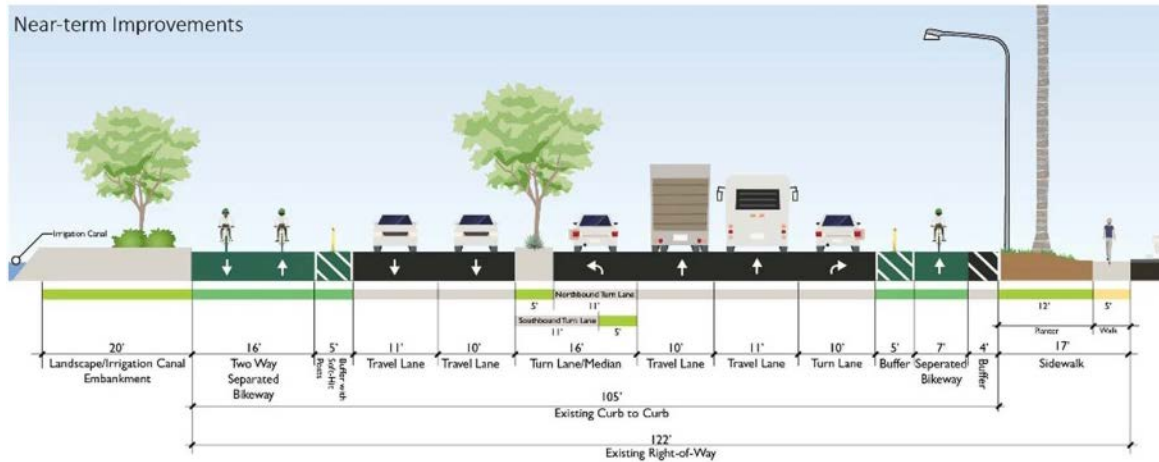 Near-term Improvements
Irrigation Canal
5'
Northbound Turn Lane
11'
Southbound Turn Lane
11'
5'
12'
5'
Planter
Walk
20'
16'
5'
11'
10'
16'
10'
11'
10'
5'
7'
4'
17'
Landscape/Irrigation Canal
Embankment
Two Way
Separated
Bikeway
Buffer with
Soft-Hit
Posts
Travel Lane
Travel Lane
Turn Lane/Median
Travel Lane
Travel Lane
Turn Lane
Buffer
Seperated
Bikeway
Buffer
Sidewalk
105'
Existing Curb to Curb
122'
Existing Right-of-Way